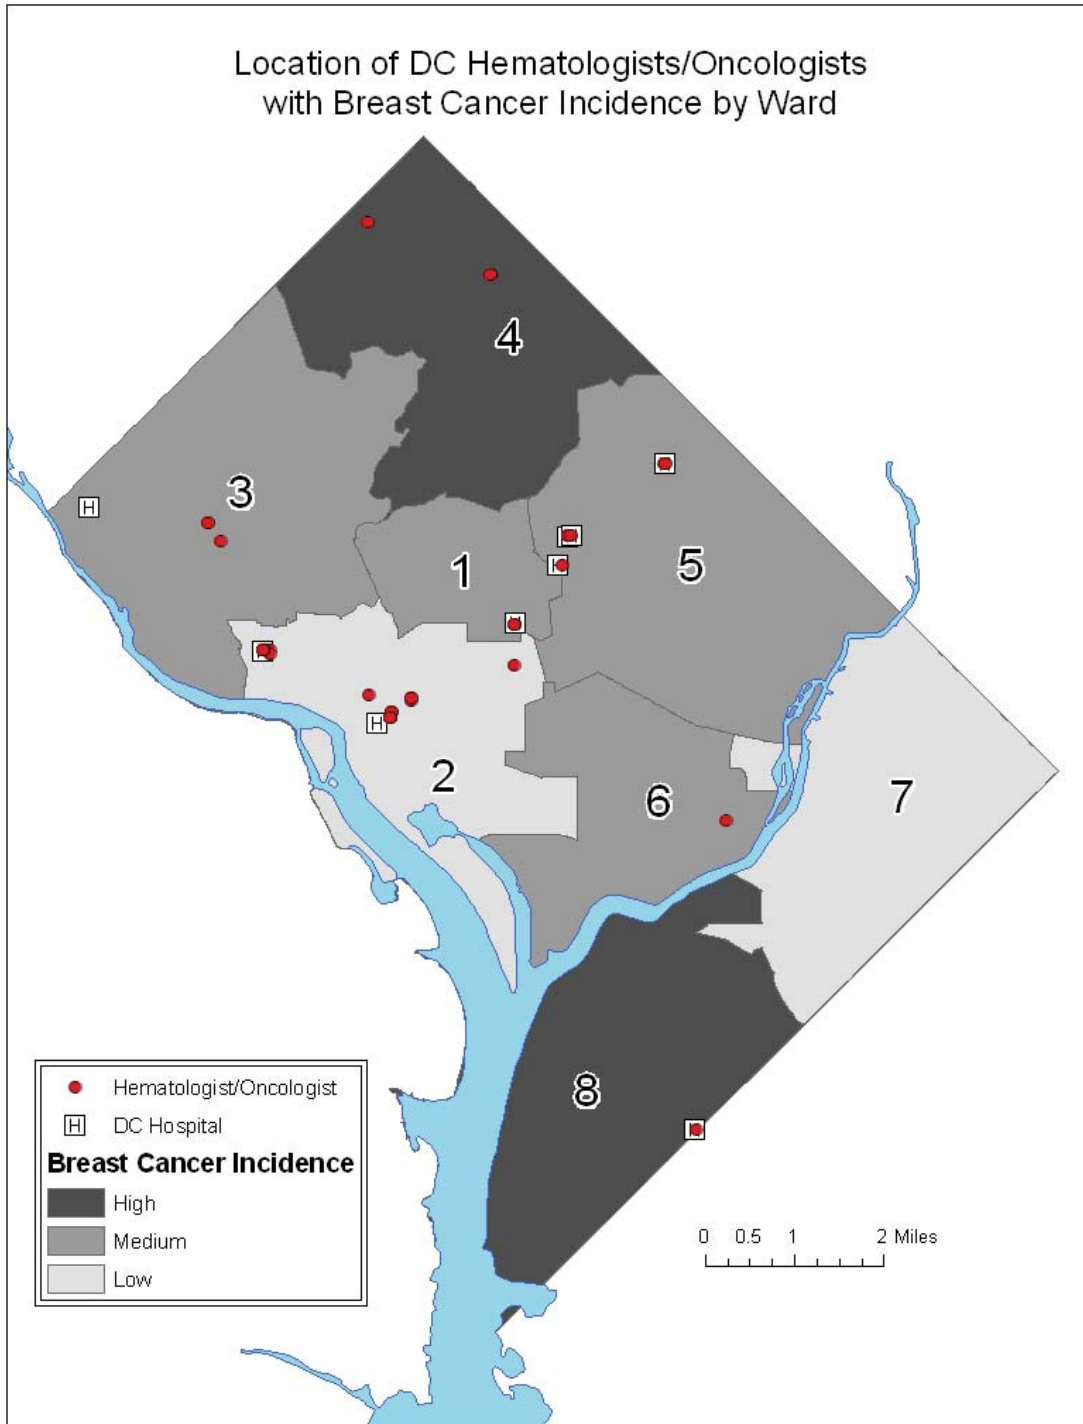 Location of DC Hematologists/Oncologists
with Breast Cancer Incidence by Ward
4
3
H
1
5
H
2
6
7
8
Hematologist/Oncologist
H DC Hospital
Breast Cancer Incidence
High
Medium
Low
0 0.5 1 2 Miles